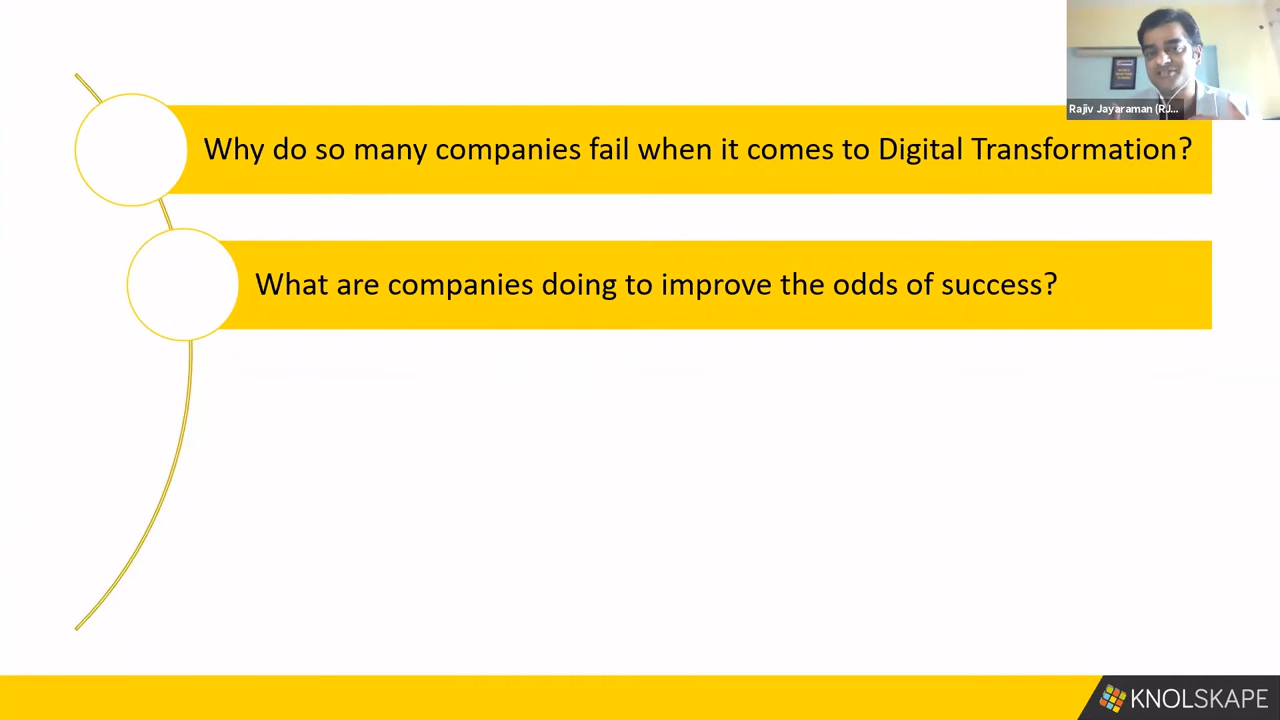 Rajiv Jayaraman (RJ...
Why do so many companies fail when it comes to Digital Transformation?
What are companies doing to improve the odds of success?
KNOLSKAPE